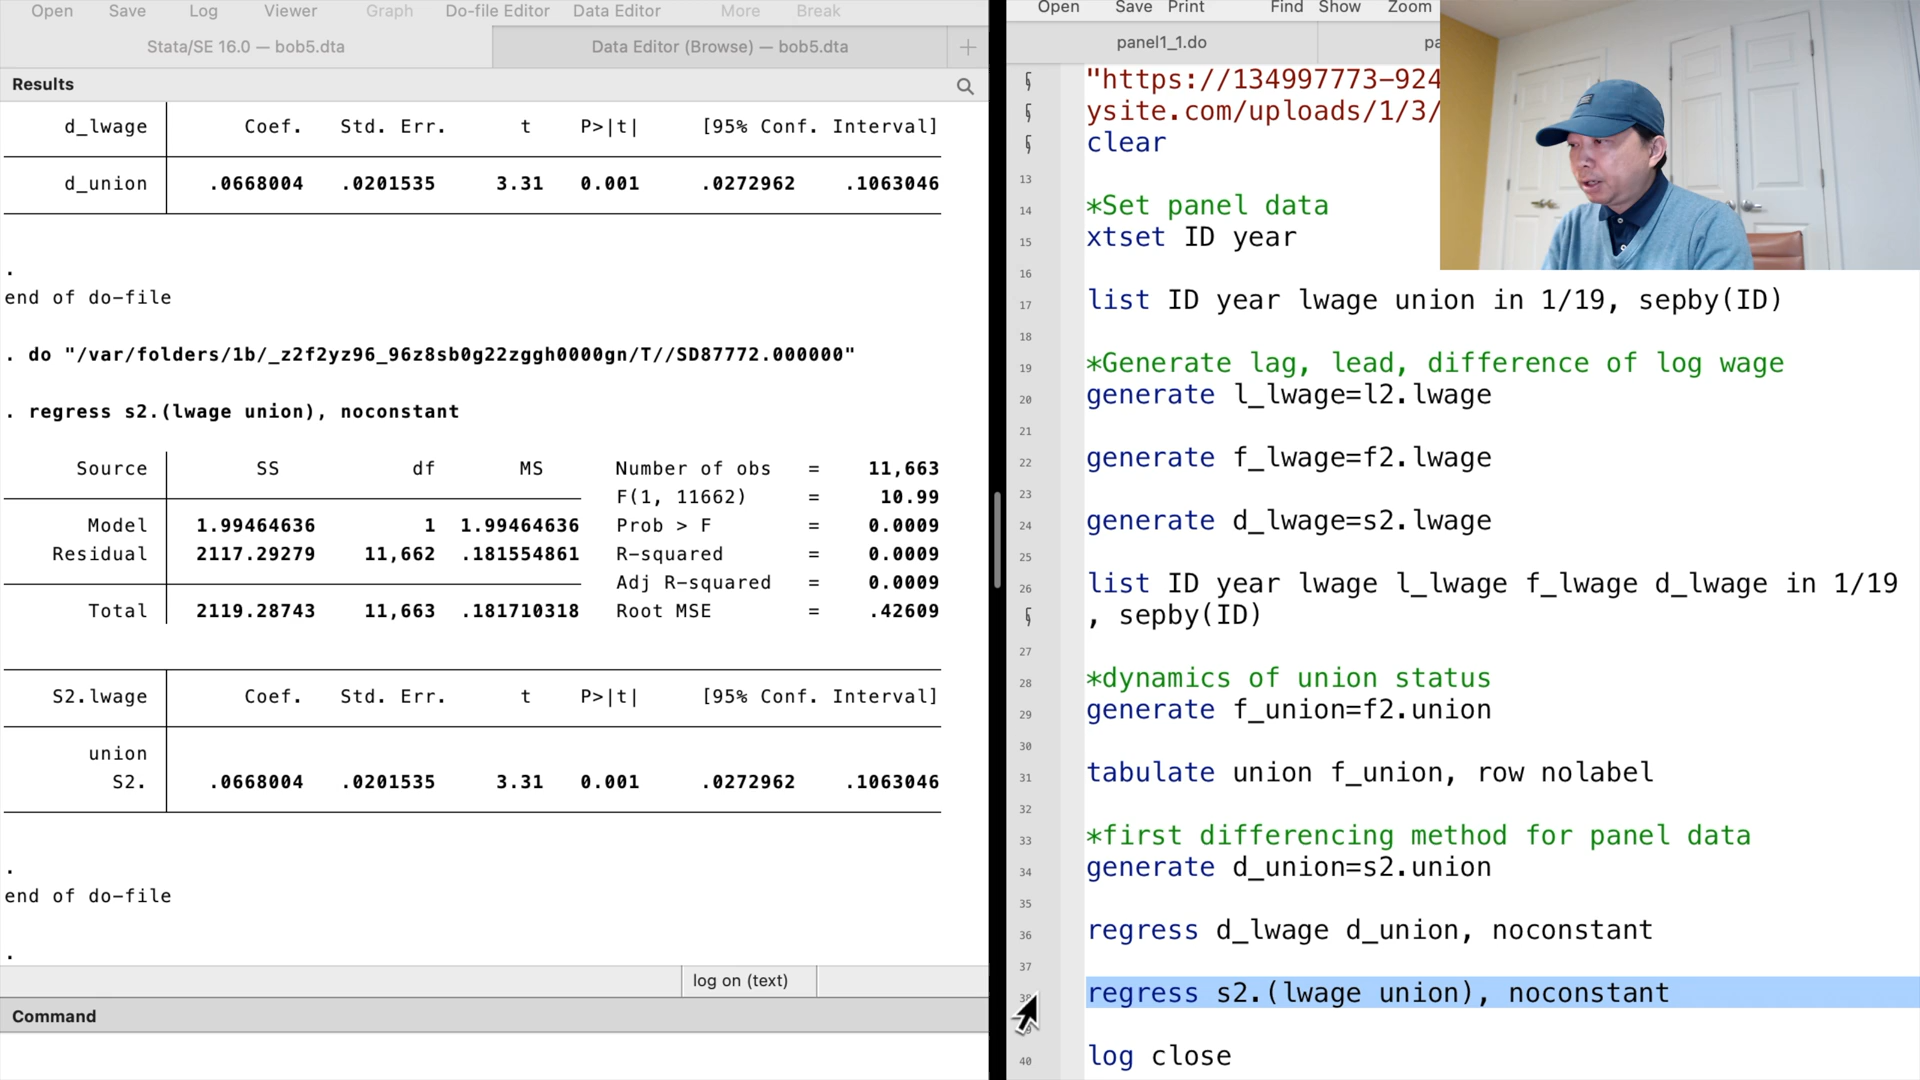 Open Save Log Viewer Graph Do-file Editor Data Editor More Break
Stata/SE 16.0 — bob5.dta Data Editor (Browse) — bob5.dta +
Results
d_lwage Coef. Std. Err. t P>|t| [95% Conf. Interval]
d_union .0668004 .0201535 3.31 0.001 .0272962 .1063046
.
end of do-file
. do "/var/folders/1b/_z2f2yz96_96z8sb0g22zggh0000gn/T//SD87772.000000"
. regress s2.(lwage union), noconstant
Source SS df MS Number of obs = 11,663
F(1, 11662) = 10.99
Model 1.99464636 1 1.99464636 Prob > F = 0.0009
Residual 2117.29279 11,662 .181554861 R-squared = 0.0009
Adj R-squared = 0.0009
Total 2119.28743 11,663 .181710318 Root MSE = .42609
S2.lwage Coef. Std. Err. t P>|t| [95% Conf. Interval]
union
S2. .0668004 .0201535 3.31 0.001 .0272962 .1063046
.
end of do-file
.
log on (text)
Command
Open Save Print Find Show Zoom
panel1_1.do pa
"https://134997773-924
ysite.com/uploads/1/3/
clear
13
14 *Set panel data
15 xtset ID year
16
17 list ID year lwage union in 1/19, sepby(ID)
18
19 *Generate lag, lead, difference of log wage
20 generate l_lwage=l2.lwage
21
22 generate f_lwage=f2.lwage
23
24 generate d_lwage=s2.lwage
25
26 list ID year lwage l_lwage f_lwage d_lwage in 1/19
, sepby(ID)
27
28 *dynamics of union status
29 generate f_union=f2.union
30
31 tabulate union f_union, row nolabel
32
33 *first differencing method for panel data
34 generate d_union=s2.union
35
36 regress d_lwage d_union, noconstant
37
38 regress s2.(lwage union), noconstant
40 log close